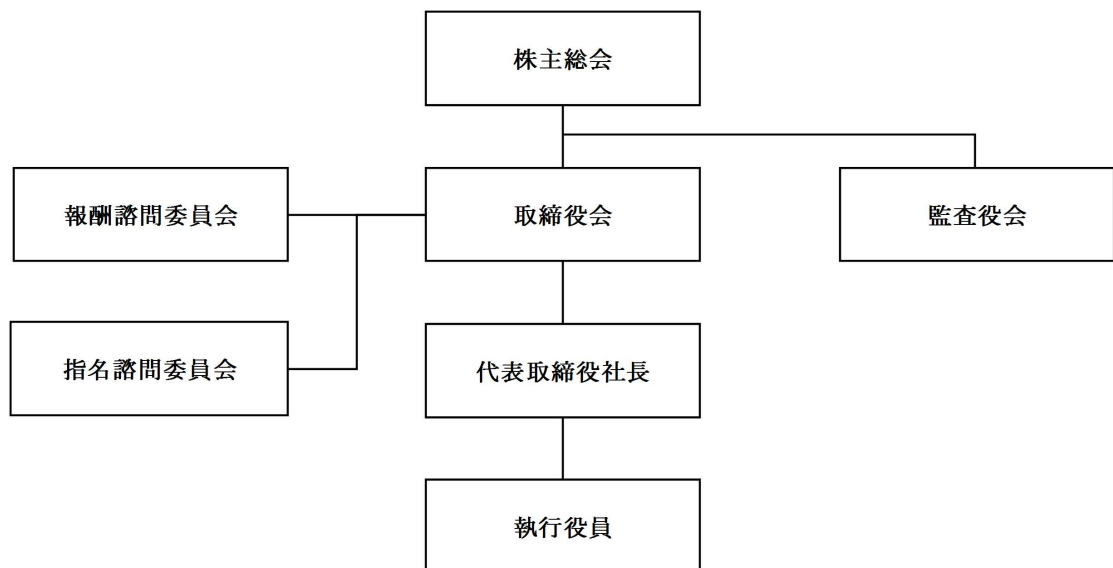 株主総会
報酬諮問委員会
取締役会
監査役会
指名諮問委員会
代表取締役社長
執行役員